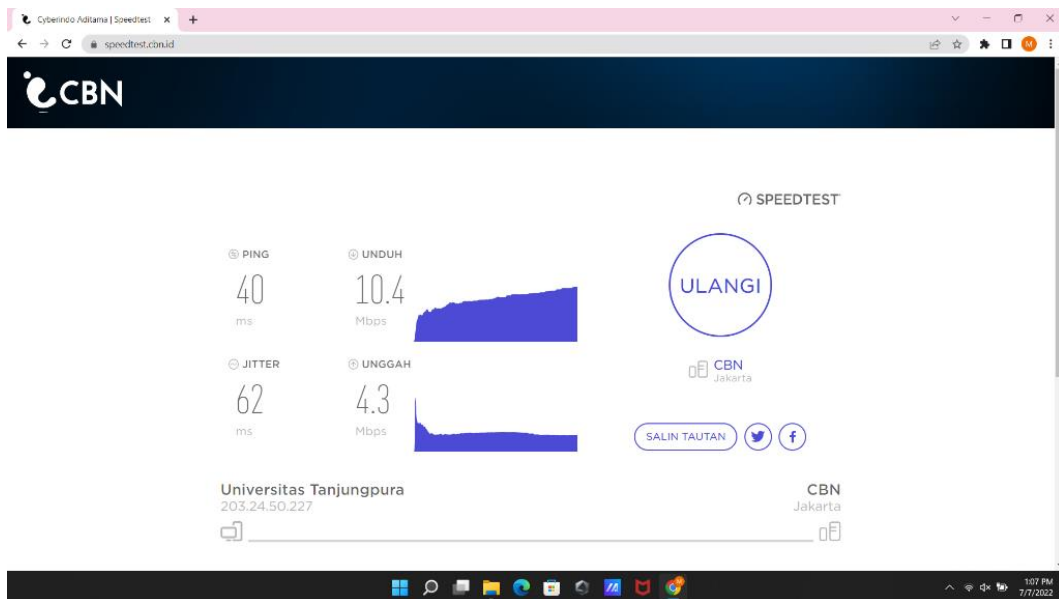 Cyberindo Aditama | Speedtest
speedtest.cbn.id
M
CBN
SPEEDTEST
PING
40
ms
UNDUH
10.4
Mbps
ULANGI
JITTER
62
ms
UNGGAH
4.3
Mbps
CBN
Jakarta
SALIN TAUTAN
Universitas Tanjungpura
203.24.50.227
CBN
Jakarta
1:07 PM
7/7/2022